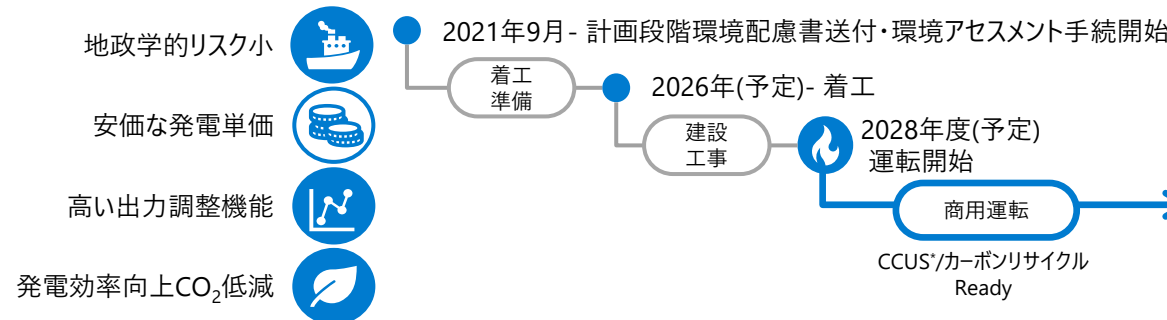 地政学的リスク小
安価な発電単価
高い出力調整機能
発電効率向上CO₂低減
2021年9月- 計画段階環境配慮書送付・環境アセスメント手続開始
着工
準備
2026年(予定)- 着工
建設
工事
2028年度(予定)
運転開始
商用運転
CCUS*/カーボンリサイクル
Ready